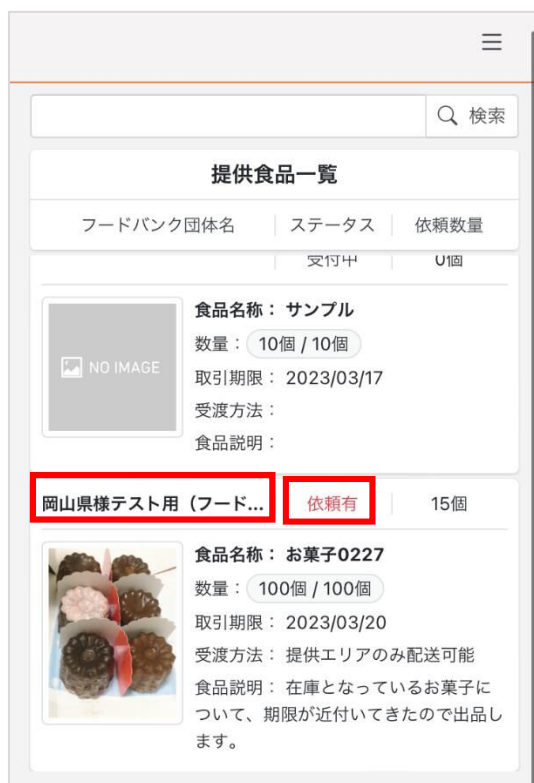 検索
提供食品一覧
フードバンク団体名 ステータス 依頼数量
受付中 0個
NO IMAGE
食品名称： サンプル
数量： 10個 / 10個
取引期限： 2023/03/17
受渡方法：
食品説明：
岡山県様テスト用（フード... 依頼有 15個
食品名称： お菓子0227
数量： 100個 / 100個
取引期限： 2023/03/20
受渡方法： 提供エリアのみ配送可能
食品説明： 在庫となっているお菓子に
ついて、期限が近付いてきたので出品し
ます。